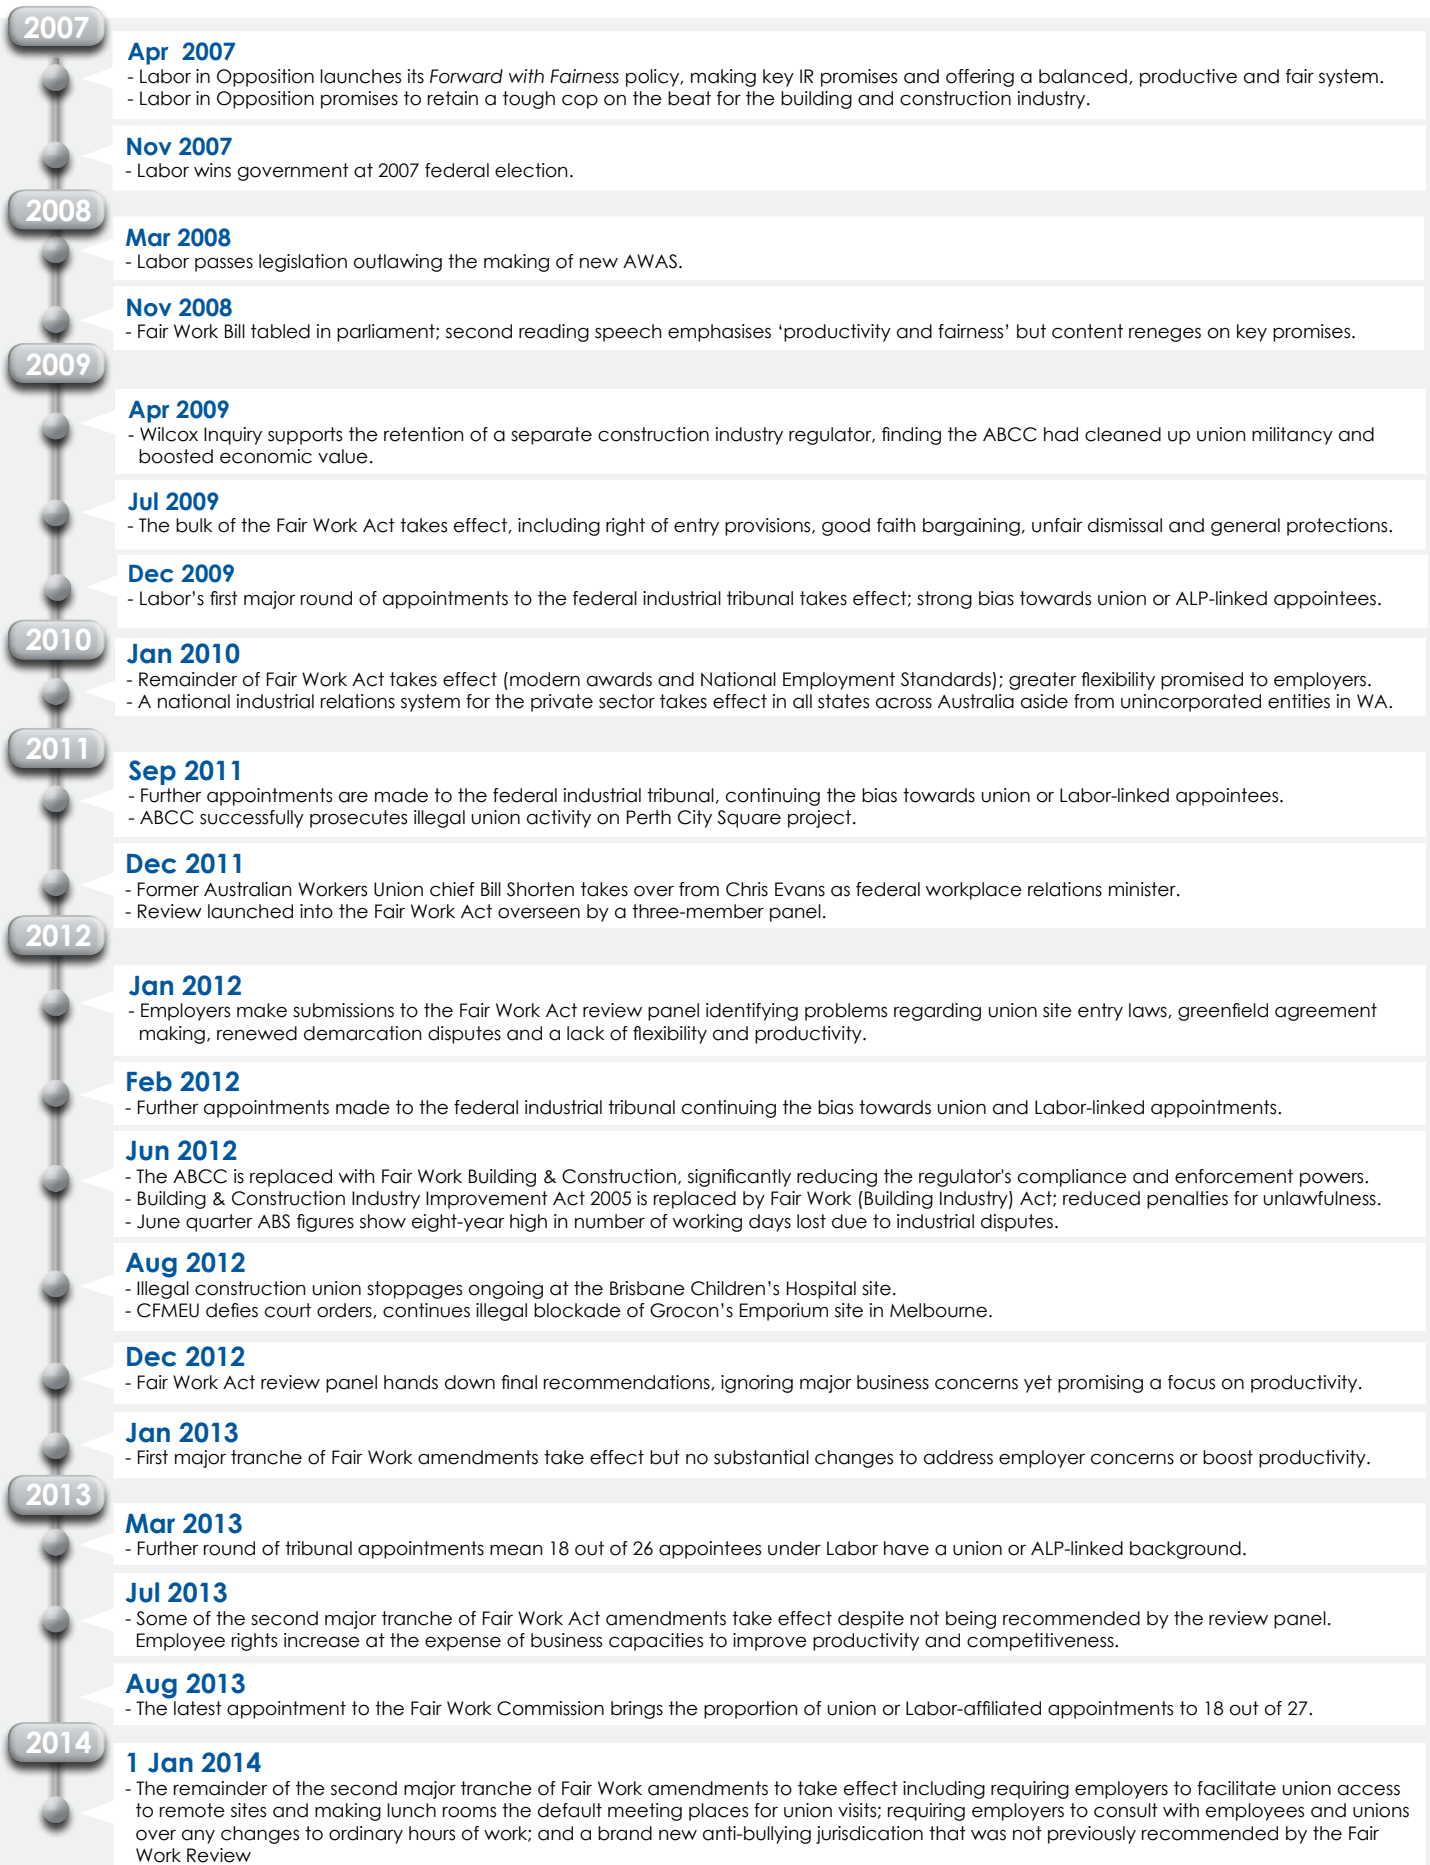 2007
Apr 2007
- Labor in Opposition launches its Forward with Fairness policy, making key IR promises and offering a balanced, productive and fair system.
- Labor in Opposition promises to retain a tough cop on the beat for the building and construction industry.
Nov 2007
- Labor wins government at 2007 federal election.
2008
Mar 2008
- Labor passes legislation outlawing the making of new AWAS.
Nov 2008
- Fair Work Bill tabled in parliament; second reading speech emphasises ‘productivity and fairness’ but content reneges on key promises.
2009
Apr 2009
- Wilcox Inquiry supports the retention of a separate construction industry regulator, finding the ABCC had cleaned up union militancy and
boosted economic value.
Jul 2009
- The bulk of the Fair Work Act takes effect, including right of entry provisions, good faith bargaining, unfair dismissal and general protections.
Dec 2009
- Labor’s first major round of appointments to the federal industrial tribunal takes effect; strong bias towards union or ALP-linked appointees.
2010
Jan 2010
- Remainder of Fair Work Act takes effect (modern awards and National Employment Standards); greater flexibility promised to employers.
- A national industrial relations system for the private sector takes effect in all states across Australia aside from unincorporated entities in WA.
2011
Sep 2011
- Further appointments are made to the federal industrial tribunal, continuing the bias towards union or Labor-linked appointees.
- ABCC successfully prosecutes illegal union activity on Perth City Square project.
Dec 2011
- Former Australian Workers Union chief Bill Shorten takes over from Chris Evans as federal workplace relations minister.
- Review launched into the Fair Work Act overseen by a three-member panel.
2012
Jan 2012
- Employers make submissions to the Fair Work Act review panel identifying problems regarding union site entry laws, greenfield agreement
making, renewed demarcation disputes and a lack of flexibility and productivity.
Feb 2012
- Further appointments made to the federal industrial tribunal continuing the bias towards union and Labor-linked appointments.
Jun 2012
- The ABCC is replaced with Fair Work Building & Construction, significantly reducing the regulator's compliance and enforcement powers.
- Building & Construction Industry Improvement Act 2005 is replaced by Fair Work (Building Industry) Act; reduced penalties for unlawfulness.
- June quarter ABS figures show eight-year high in number of working days lost due to industrial disputes.
Aug 2012
- Illegal construction union stoppages ongoing at the Brisbane Children’s Hospital site.
- CFMEU defies court orders, continues illegal blockade of Grocon’s Emporium site in Melbourne.
Dec 2012
- Fair Work Act review panel hands down final recommendations, ignoring major business concerns yet promising a focus on productivity.
Jan 2013
- First major tranche of Fair Work amendments take effect but no substantial changes to address employer concerns or boost productivity.
2013
Mar 2013
- Further round of tribunal appointments mean 18 out of 26 appointees under Labor have a union or ALP-linked background.
Jul 2013
- Some of the second major tranche of Fair Work Act amendments take effect despite not being recommended by the review panel.
Employee rights increase at the expense of business capacities to improve productivity and competitiveness.
Aug 2013
- The latest appointment to the Fair Work Commission brings the proportion of union or Labor-affiliated appointments to 18 out of 27.
2014
1 Jan 2014
- The remainder of the second major tranche of Fair Work amendments to take effect including requiring employers to facilitate union access
to remote sites and making lunch rooms the default meeting places for union visits; requiring employers to consult with employees and unions
over any changes to ordinary hours of work; and a brand new anti-bullying jurisdication that was not previously recommended by the Fair
Work Review